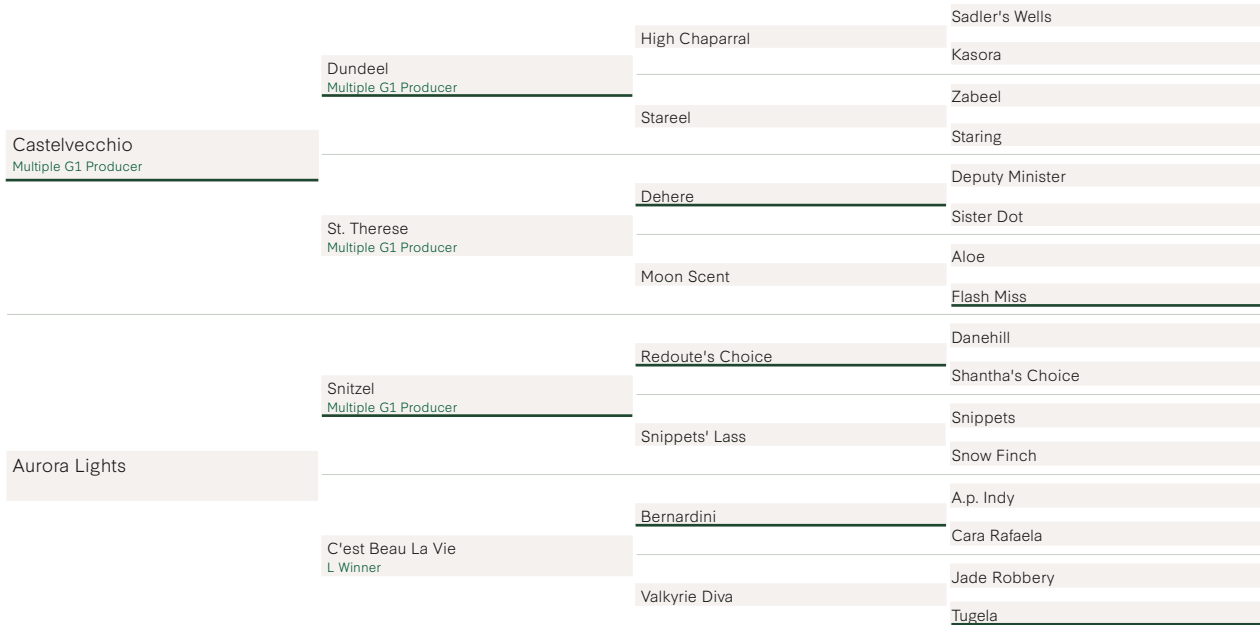 Castelvecchio
Multiple G1 Producer
Aurora Lights
Dundeel
Multiple G1 Producer
St. Therese
Multiple G1 Producer
Snitzel
Multiple G1 Producer
C'est Beau La Vie
L Winner
High Chaparral
Stareel
Dehere
Moon Scent
Redoute's Choice
Snippets' Lass
Bernardini
Valkyrie Diva
Sadler's Wells
Kasora
Zabeel
Staring
Deputy Minister
Sister Dot
Aloe
Flash Miss
Danehill
Shantha's Choice
Snippets
Snow Finch
A.p. Indy
Cara Rafaela
Jade Robbery
Tugela